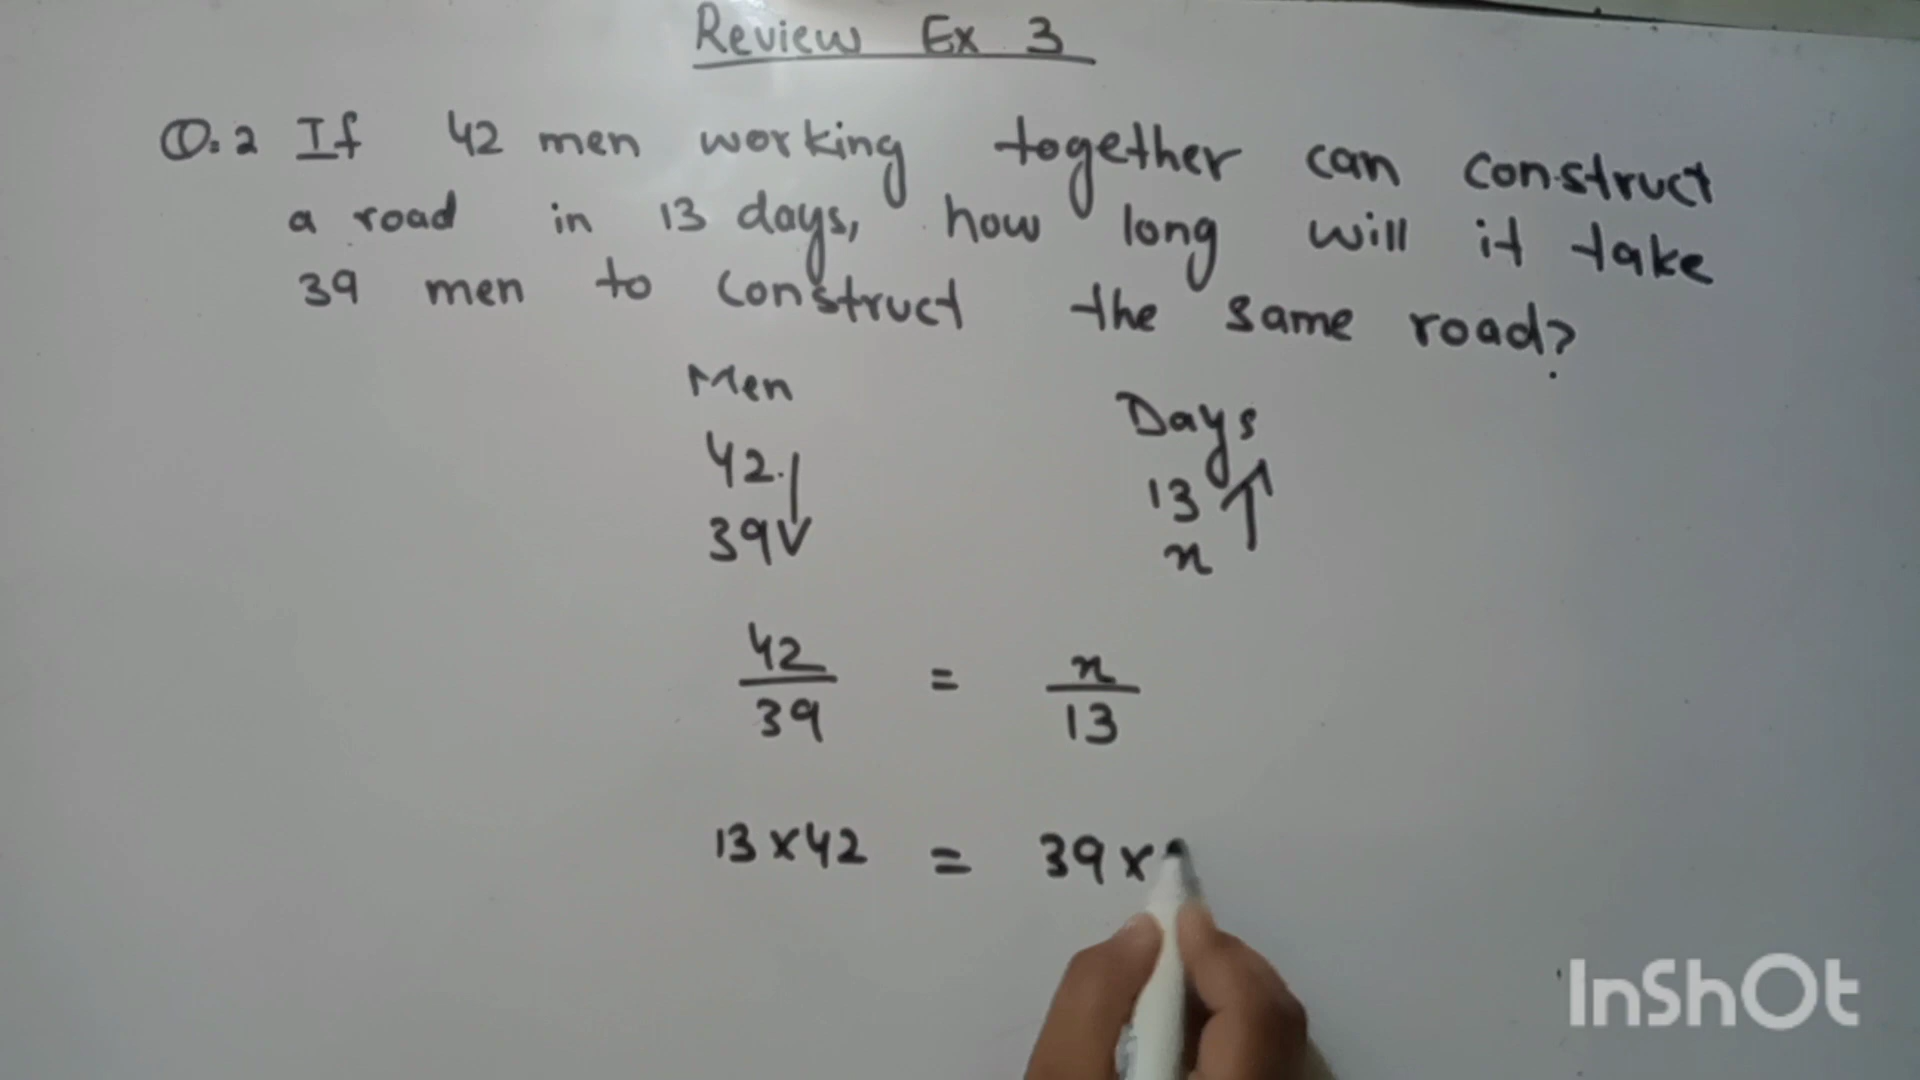 Review Ex 3
Q.2 If 42 men working together can construct
a road in 13 days, how long will it take
39 men to construct the same road?
Men Days
42 13
39 x
42/39 = x/13
13 x 42 = 39 x
InShOt